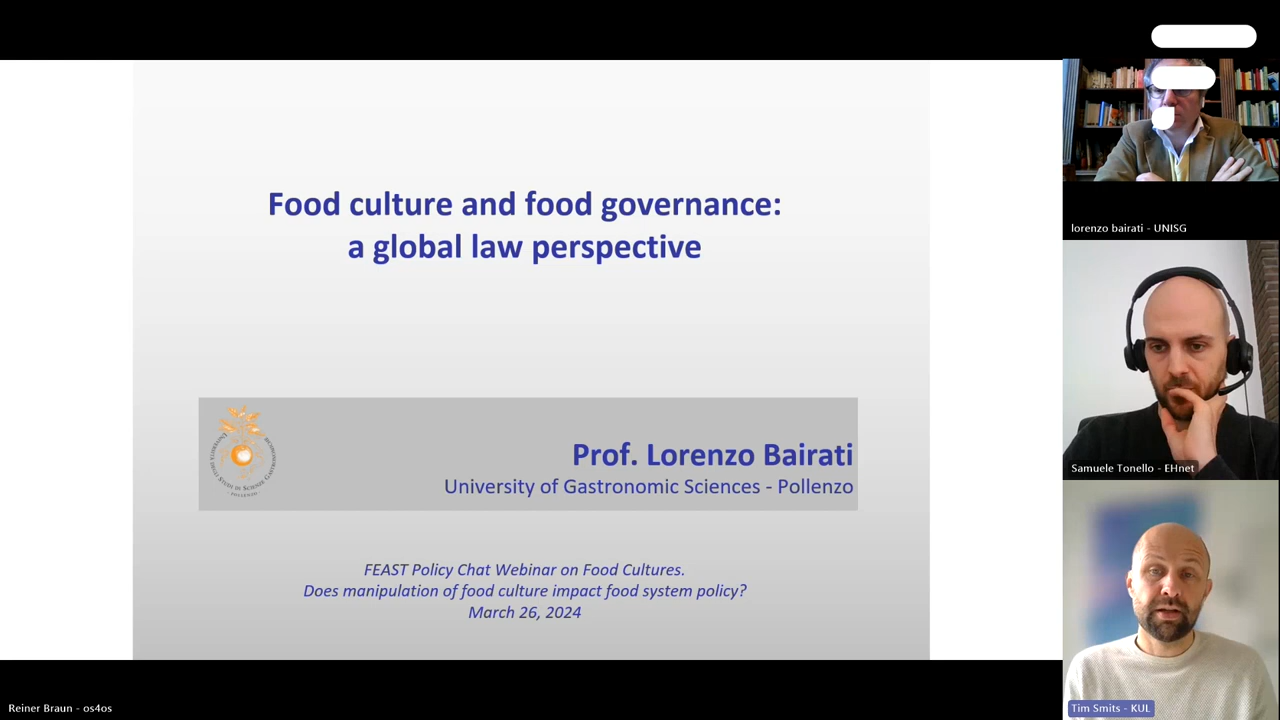 Food culture and food governance:
a global law perspective
Prof. Lorenzo Bairati
University of Gastronomic Sciences - Pollenzo
FEAST Policy Chat Webinar on Food Cultures.
Does manipulation of food culture impact food system policy?
March 26, 2024
lorenzo bairati - UNISG
Samuele Tonello - EHnet
Tim Smits - KUL
Reiner Braun - os4os